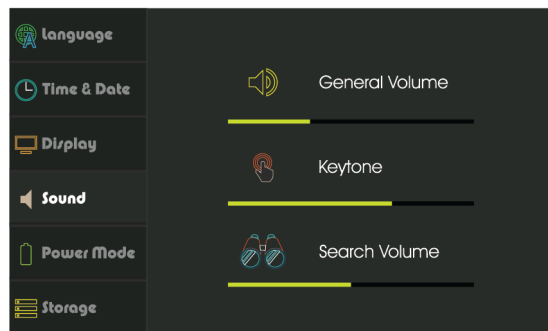 Language
Time & Date
Display
Sound
Power Mode
Storage
General Volume
Keytone
Search Volume